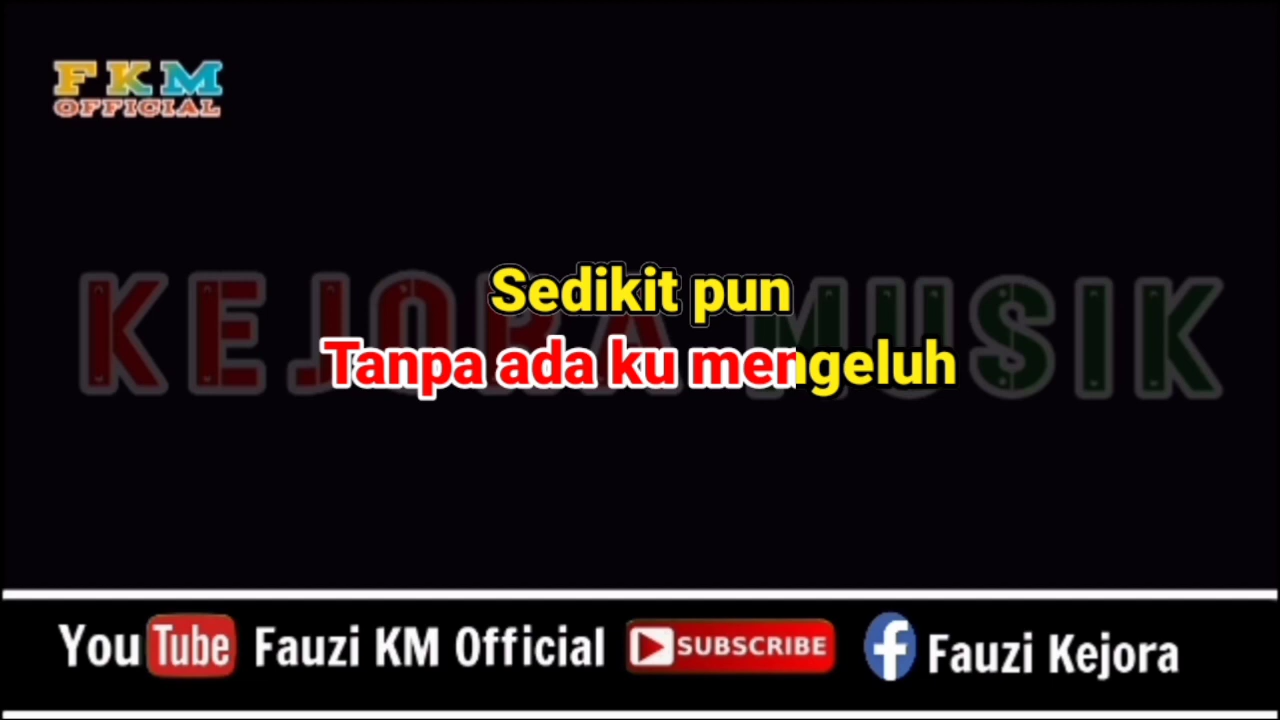 FKM
OFFICIAL
KEJORA MUSIK
Sedikit pun
Tanpa ada ku mengeluh
YouTube Fauzi KM Official SUBSCRIBE f Fauzi Kejora